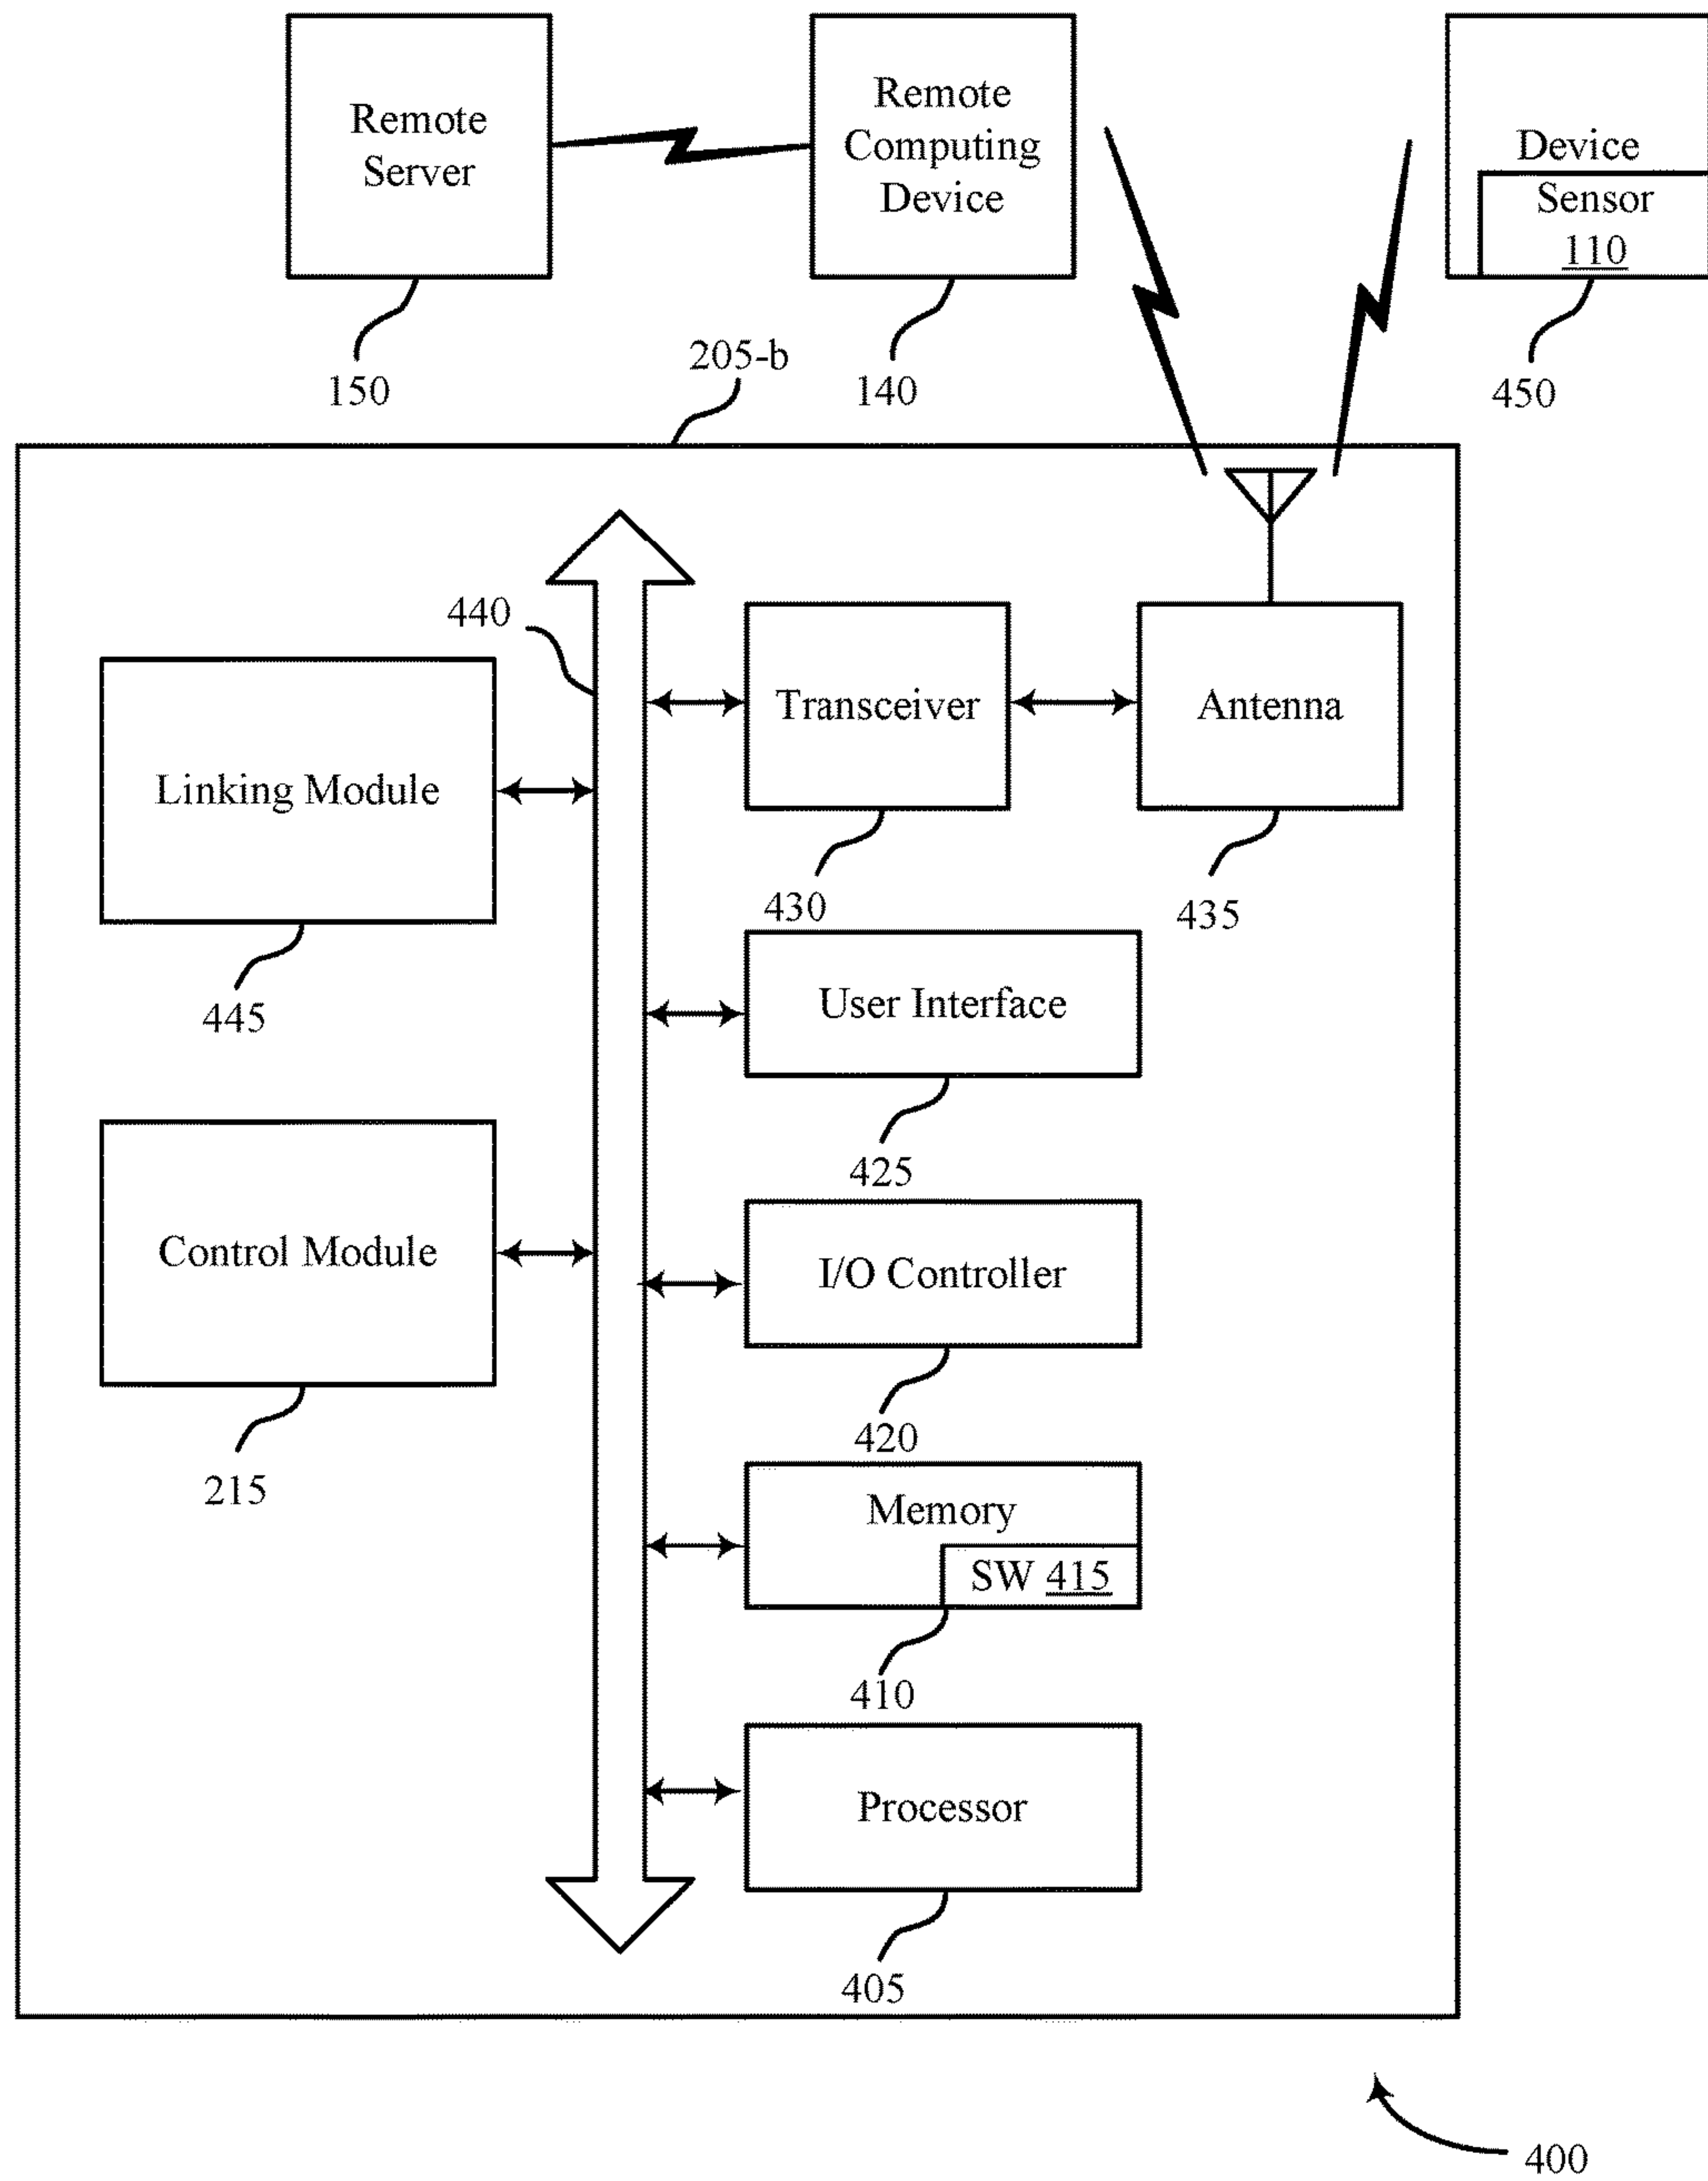 Remote
Server
Remote
Computing
Device
Device
Sensor
110
150
205-b
140
450
440
Transceiver
Antenna
Linking Module
430
435
User Interface
445
425
Control Module
I/O Controller
420
215
Memory
SW 415
410
Processor
405
400